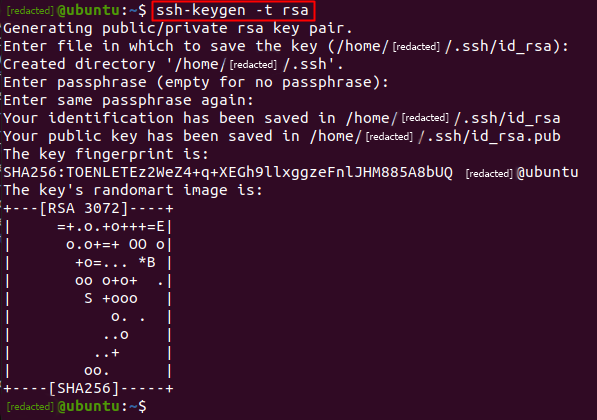 [redacted]@ubuntu:~$ ssh-keygen -t rsa
Generating public/private rsa key pair.
Enter file in which to save the key (/home/[redacted]/.ssh/id_rsa):
Created directory '/home/[redacted]/.ssh'.
Enter passphrase (empty for no passphrase):
Enter same passphrase again:
Your identification has been saved in /home/[redacted]/.ssh/id_rsa
Your public key has been saved in /home/[redacted]/.ssh/id_rsa.pub
The key fingerprint is:
SHA256:TOENLETEz2WeZ4+q+XEGh9llxggzeFnlJHM885A8bUQ [redacted]@ubuntu
The key's randomart image is:
+---[RSA 3072]----+
|     =+.o.+o+++=E|
|      o.o+=+ OO o|
|       +o=... *B |
|       oo o+o+  .|
|        S +ooo   |
|           o. .  |
|          ..o    |
|         ..+     |
|        oo.      |
+----[SHA256]-----+
[redacted]@ubuntu:~$